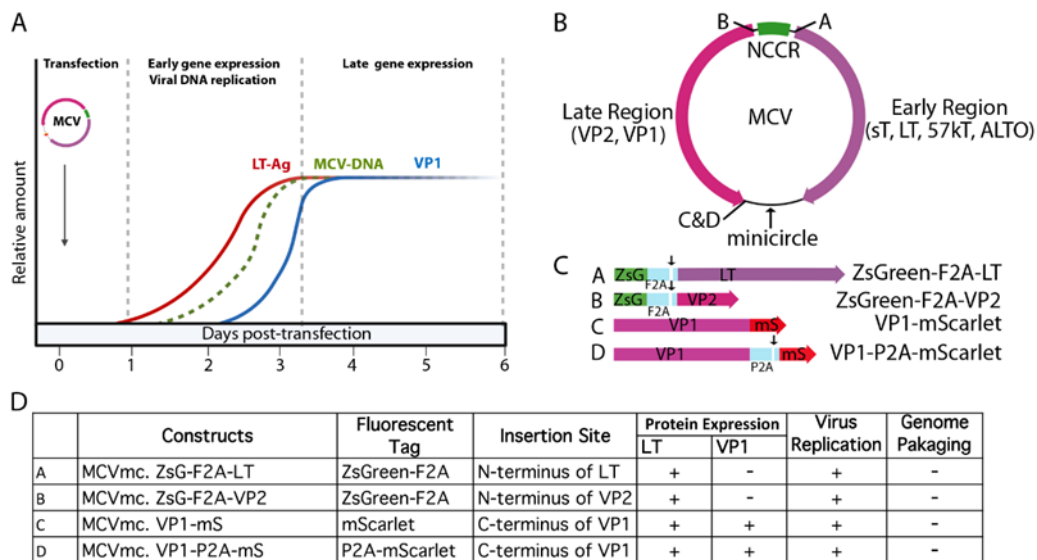 A
Transfection
Early gene expression
Viral DNA replication
Late gene expression
MCV
LT-Ag
MCV-DNA
VP1
Relative amount
Days post-transfection
0 1 2 3 4 5 6
B
B
A
NCCR
Late Region
(VP2, VP1)
MCV
Early Region
(sT, LT, 57kT, ALTO)
C&D
minicircle
C
A ZsG F2A LT ZsGreen-F2A-LT
B ZsG F2A VP2 ZsGreen-F2A-VP2
C VP1 mS VP1-mScarlet
D VP1 P2A mS VP1-P2A-mScarlet
D
Constructs Fluorescent Tag Insertion Site Protein Expression Virus Replication Genome Pakaging
LT VP1
A MCVmc. ZsG-F2A-LT ZsGreen-F2A N-terminus of LT + - + -
B MCVmc. ZsG-F2A-VP2 ZsGreen-F2A N-terminus of VP2 + - + -
C MCVmc. VP1-mS mScarlet C-terminus of VP1 + + + -
D MCVmc. VP1-P2A-mS P2A-mScarlet C-terminus of VP1 + + + -